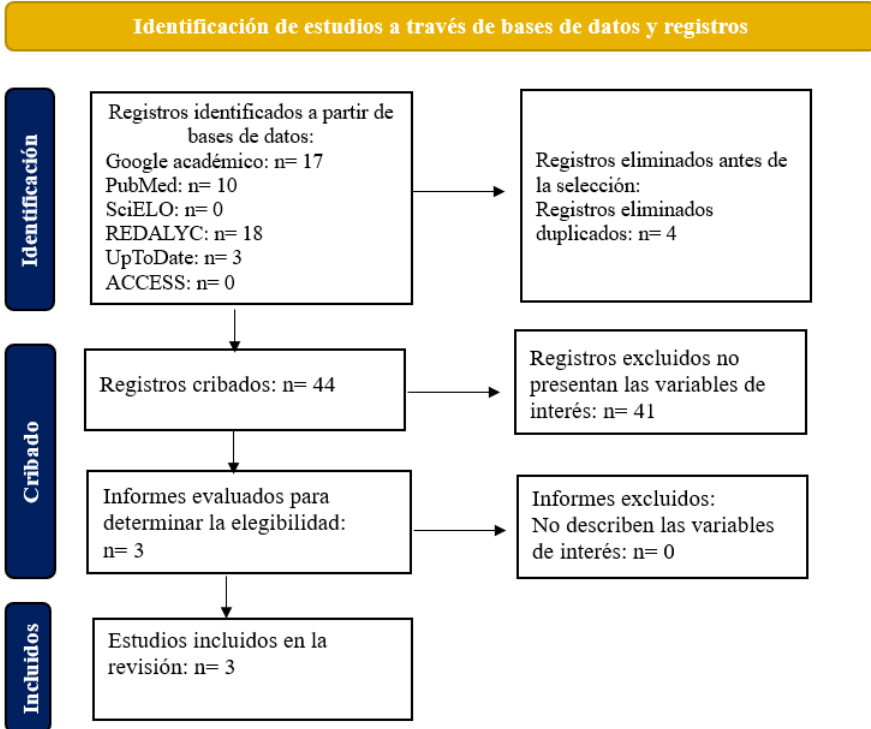 Identificación de estudios a través de bases de datos y registros
Identificación
Registros identificados a partir de
bases de datos:
Google académico: n= 17
PubMed: n= 10
SciELO: n= 0
REDALYC: n= 18
UpToDate: n= 3
ACCESS: n= 0
Registros eliminados antes de
la selección:
Registros eliminados
duplicados: n= 4
Cribado
Registros cribados: n= 44
Registros excluidos no
presentan las variables de
interés: n= 41
Informes evaluados para
determinar la elegibilidad:
n= 3
Informes excluidos:
No describen las variables
de interés: n= 0
Incluidos
Estudios incluidos en la
revisión: n= 3